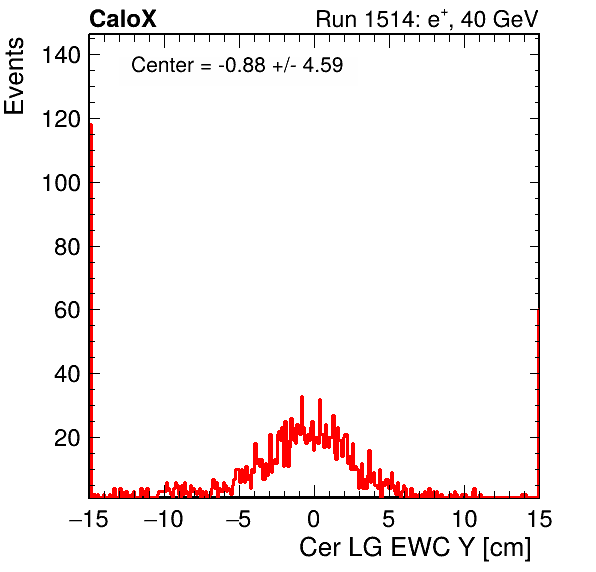 CaloX
Run 1514: e⁺, 40 GeV
Events
Center = -0.88 +/- 4.59
140
120
100
80
60
40
20
−15 −10 −5 0 5 10 15
Cer LG EWC Y [cm]